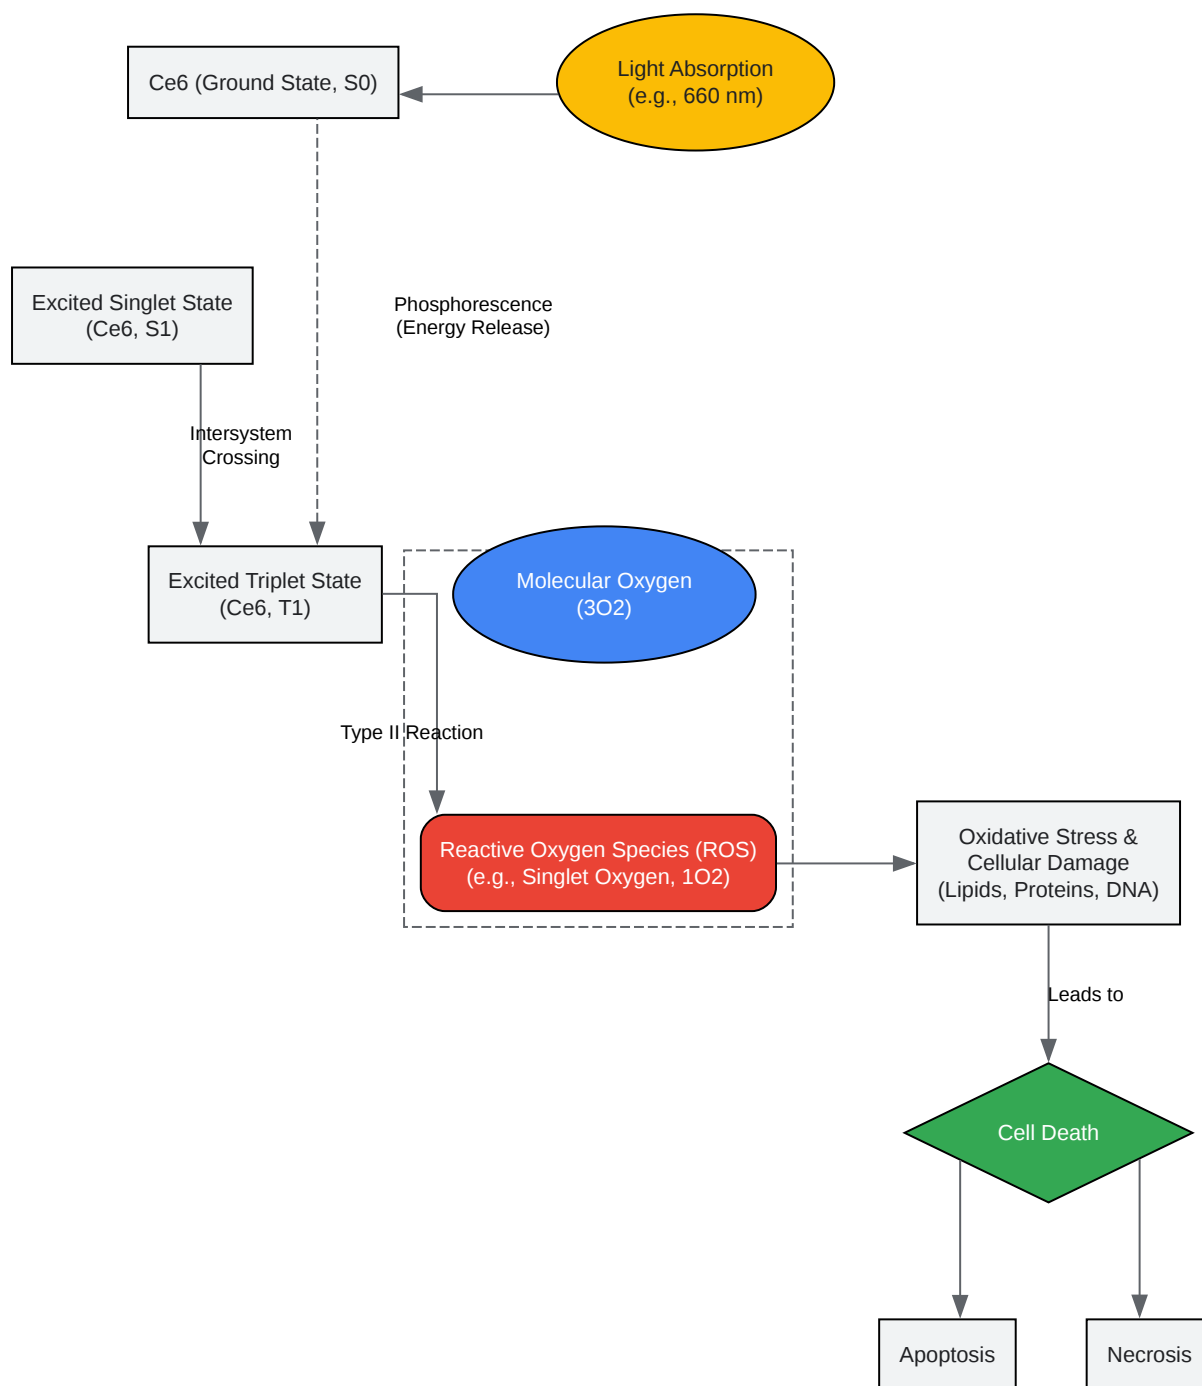 Ce6 (Ground State, S0)
Light Absorption
(e.g., 660 nm)
Excited Singlet State
(Ce6, S1)
Phosphorescence
(Energy Release)
Intersystem
Crossing
Excited Triplet State
(Ce6, T1)
Molecular Oxygen
(3O2)
Type II Reaction
Reactive Oxygen Species (ROS)
(e.g., Singlet Oxygen, 1O2)
Oxidative Stress &
Cellular Damage
(Lipids, Proteins, DNA)
Leads to
Cell Death
Apoptosis
Necrosis